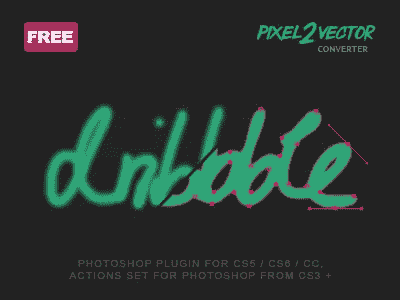 FREE
PIXEL2VECTOR
CONVERTER
dribbble
PHOTOSHOP PLUGIN FOR CS5 / CS6 / CC,
ACTIONS SET FOR PHOTOSHOP FROM CS3 +